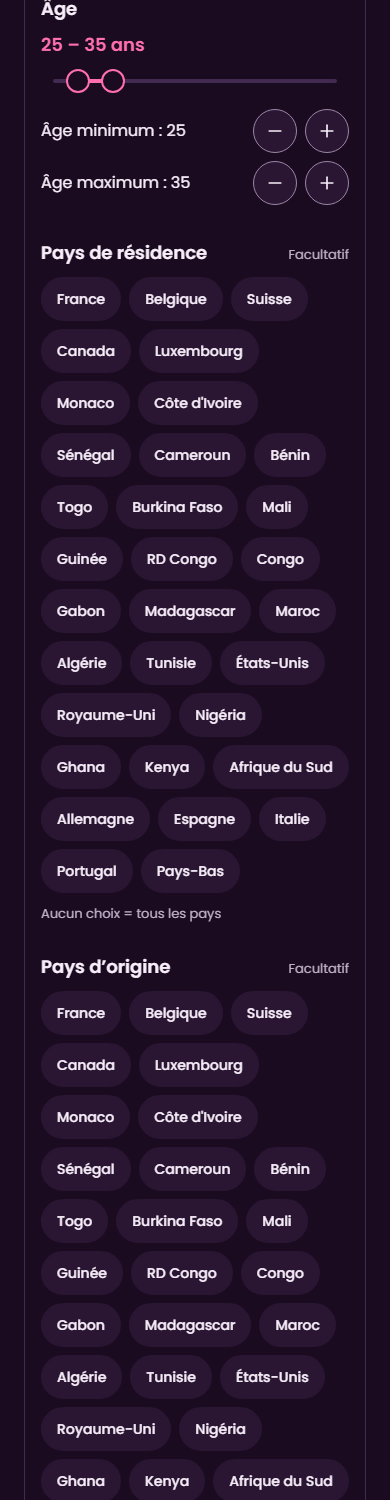 Âge
25 – 35 ans
Âge minimum : 25
Âge maximum : 35
Pays de résidence Facultatif
France Belgique Suisse
Canada Luxembourg
Monaco Côte d'Ivoire
Sénégal Cameroun Bénin
Togo Burkina Faso Mali
Guinée RD Congo Congo
Gabon Madagascar Maroc
Algérie Tunisie États-Unis
Royaume-Uni Nigéria
Ghana Kenya Afrique du Sud
Allemagne Espagne Italie
Portugal Pays-Bas
Aucun choix = tous les pays
Pays d’origine Facultatif
France Belgique Suisse
Canada Luxembourg
Monaco Côte d'Ivoire
Sénégal Cameroun Bénin
Togo Burkina Faso Mali
Guinée RD Congo Congo
Gabon Madagascar Maroc
Algérie Tunisie États-Unis
Royaume-Uni Nigéria
Ghana Kenya Afrique du Sud